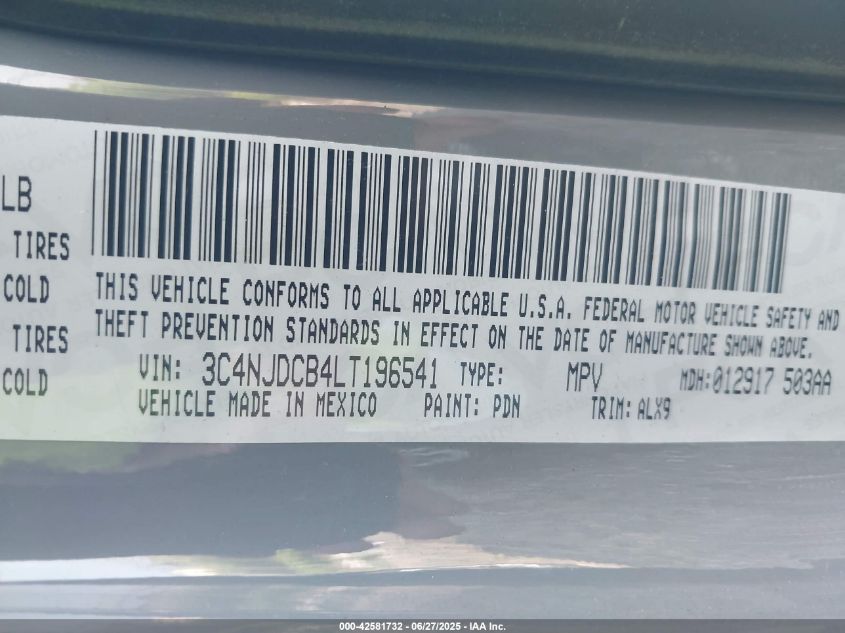 LB
TIRES
COLD
TIRES
COLD
THIS VEHICLE CONFORMS TO ALL APPLICABLE U.S.A. FEDERAL MOTOR VEHICLE SAFETY AND
THEFT PREVENTION STANDARDS IN EFFECT ON THE DATE OF MANUFACTURE SHOWN ABOVE.
VIN: 3C4NJDCB4LT196541 TYPE: MPV MDH:012917 503AA
VEHICLE MADE IN MEXICO PAINT: PDN TRIM: ALX9
000-42581732 - 06/27/2025 - IAA Inc.